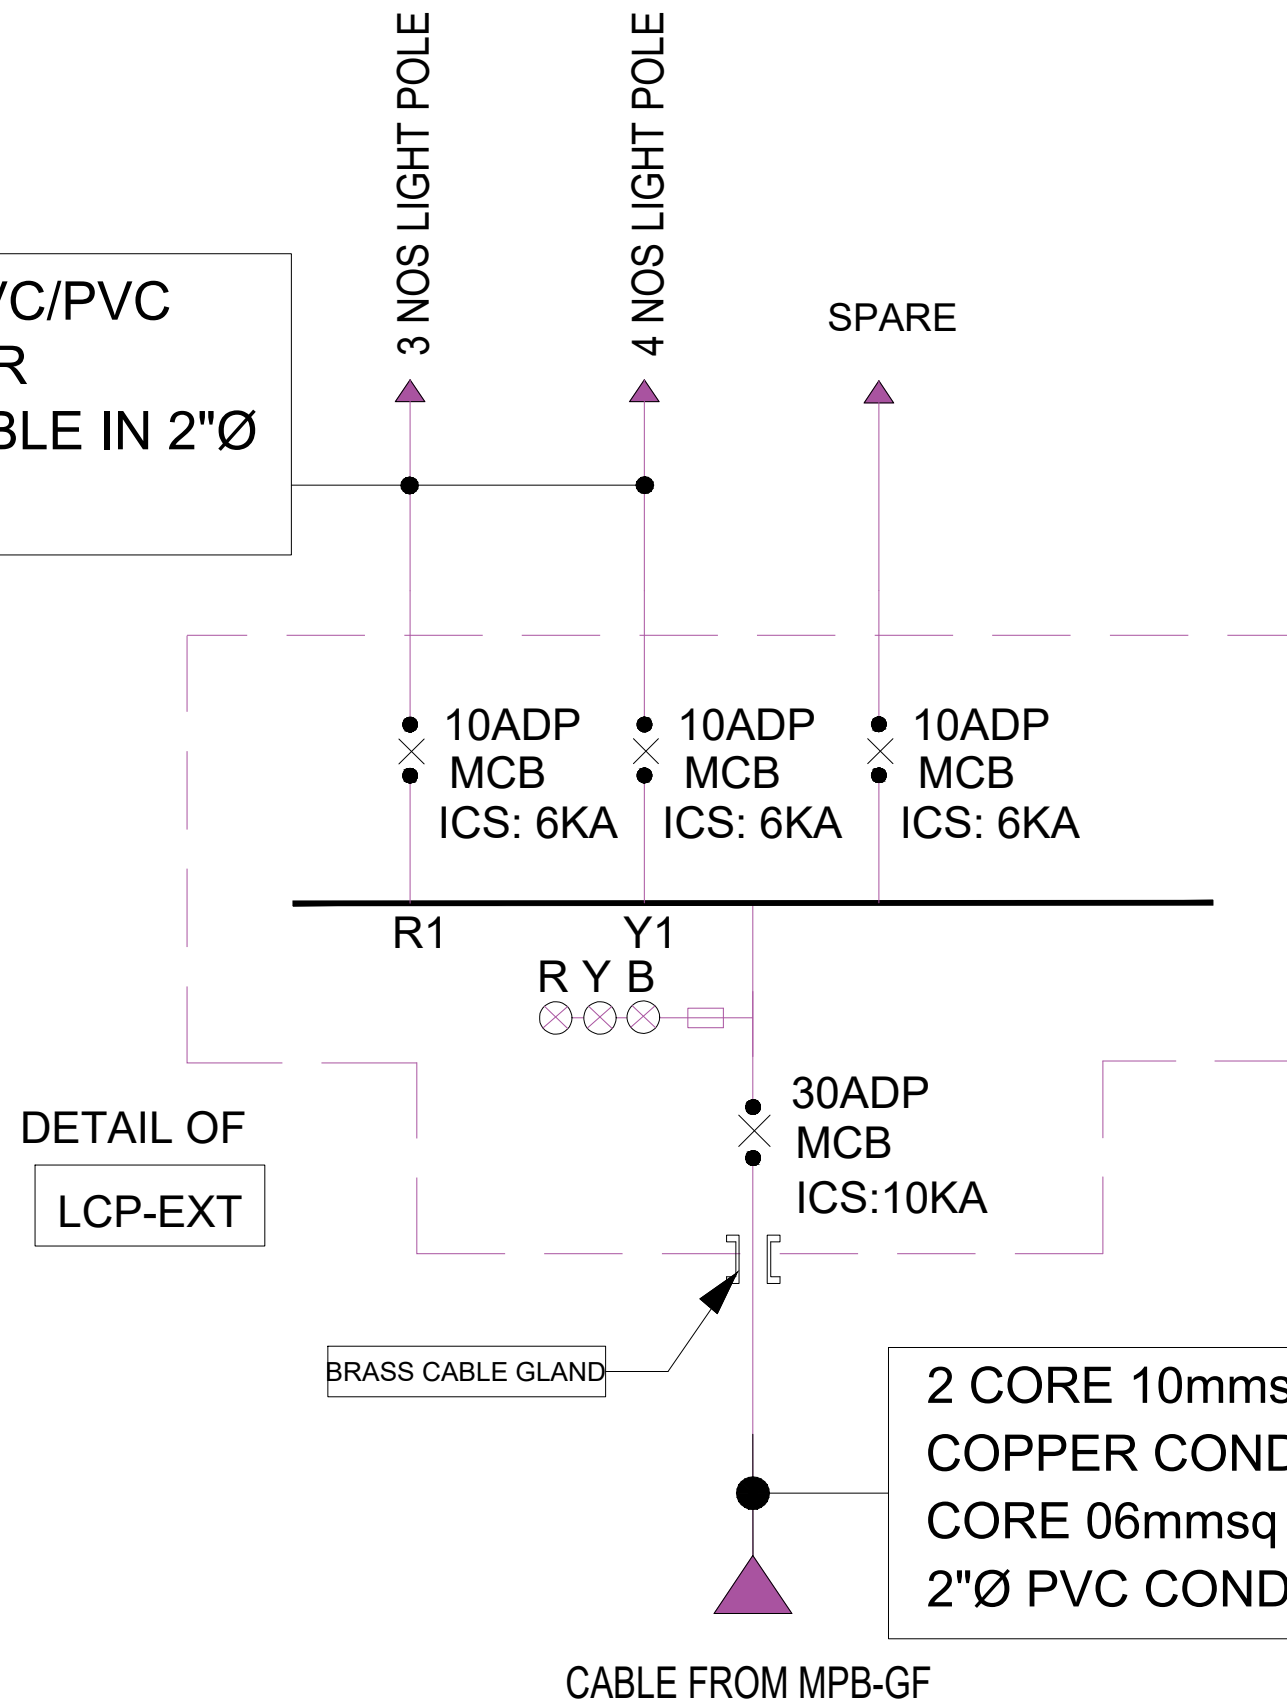 3 NOS LIGHT POLE
4 NOS LIGHT POLE
SPARE
VC/PVC
R
BLE IN 2"Ø
10ADP
MCB
ICS: 6KA
10ADP
MCB
ICS: 6KA
10ADP
MCB
ICS: 6KA
R1
Y1
R Y B
30ADP
MCB
ICS:10KA
DETAIL OF
LCP-EXT
BRASS CABLE GLAND
2 CORE 10mms
COPPER COND
CORE 06mmsq
2"Ø PVC COND
CABLE FROM MPB-GF